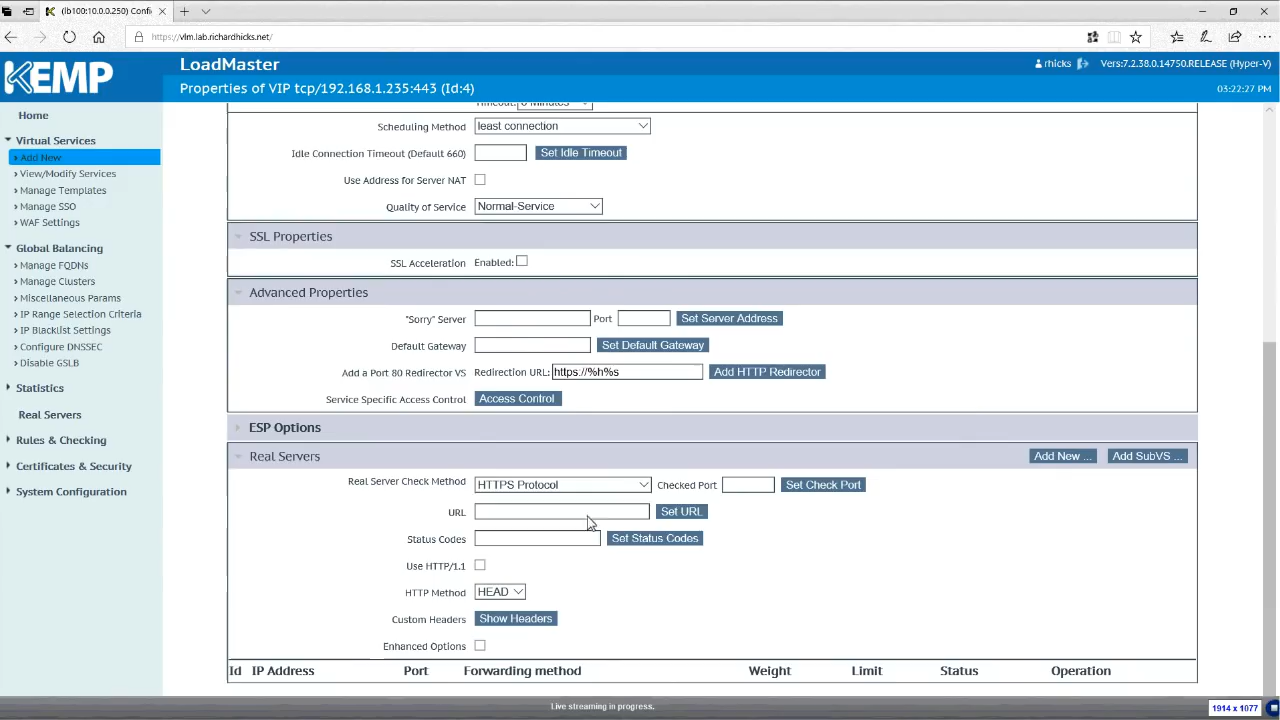 (lb100:10.0.0.250) Confi
https://vlm.lab.richardhicks.net/
KEMP
LoadMaster
rhicks
Vers:7.2.38.0.14750.RELEASE (Hyper-V)
Properties of VIP tcp/192.168.1.235:443 (Id:4)
03:22:27 PM
Home
Virtual Services
Add New
View/Modify Services
Manage Templates
Manage SSO
WAF Settings
Global Balancing
Manage FQDNs
Manage Clusters
Miscellaneous Params
IP Range Selection Criteria
IP Blacklist Settings
Configure DNSSEC
Disable GSLB
Statistics
Real Servers
Rules & Checking
Certificates & Security
System Configuration
Timeout: 6 Minutes
Scheduling Method least connection
Idle Connection Timeout (Default 660) Set Idle Timeout
Use Address for Server NAT
Quality of Service Normal-Service
SSL Properties
SSL Acceleration Enabled:
Advanced Properties
"Sorry" Server Port Set Server Address
Default Gateway Set Default Gateway
Add a Port 80 Redirector VS Redirection URL: https://%h%s Add HTTP Redirector
Service Specific Access Control Access Control
ESP Options
Real Servers Add New ... Add SubVS ...
Real Server Check Method HTTPS Protocol Checked Port Set Check Port
URL Set URL
Status Codes Set Status Codes
Use HTTP/1.1
HTTP Method HEAD
Custom Headers Show Headers
Enhanced Options
Id IP Address Port Forwarding method Weight Limit Status Operation
Live streaming in progress.
1914 x 1077